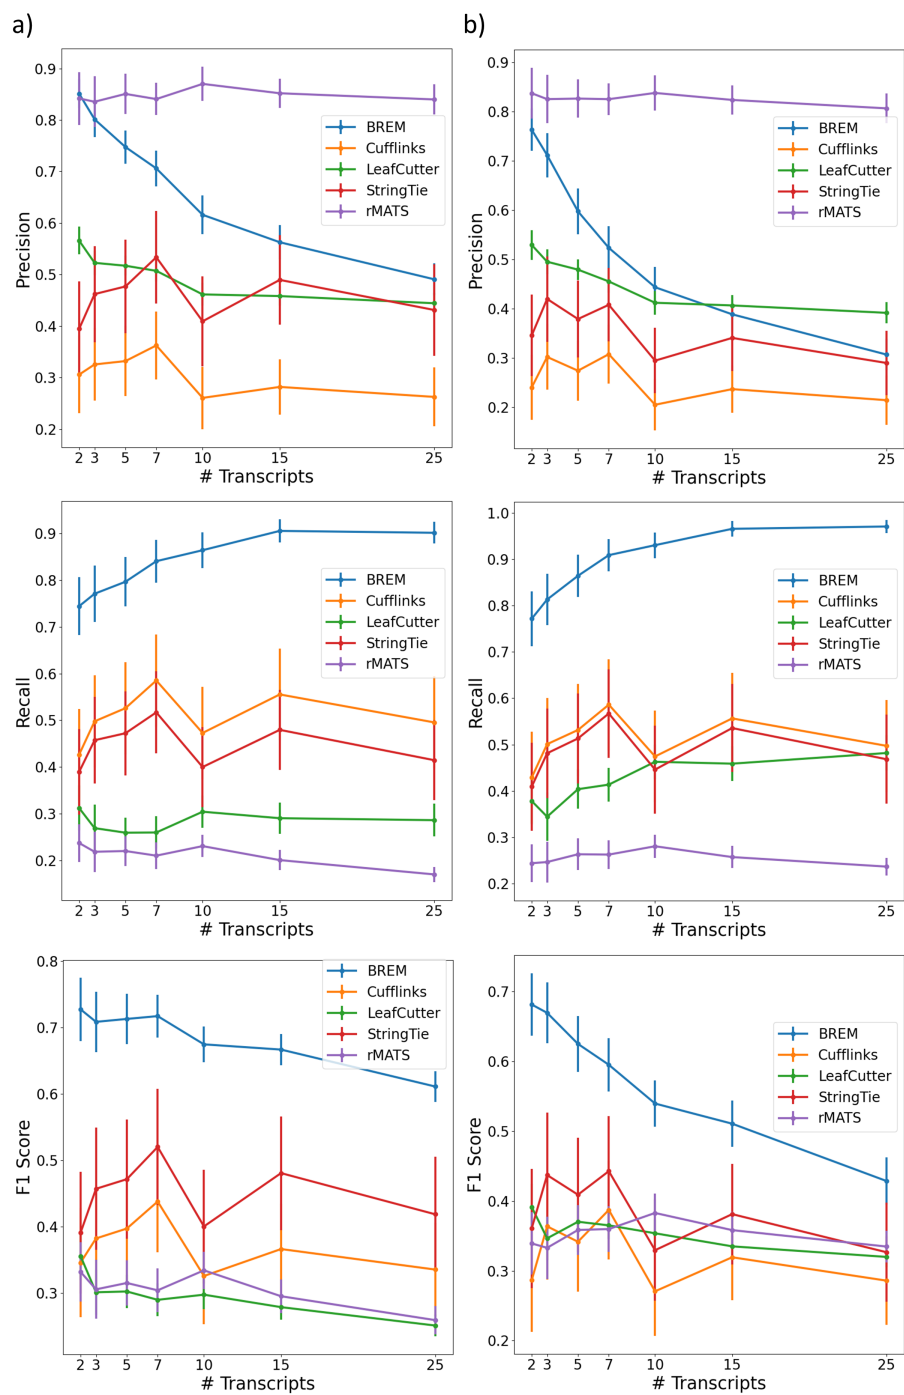 a)
b)
0.9
0.8
0.7
0.6
0.5
0.4
0.3
0.2
Precision
BREM
Cufflinks
LeafCutter
StringTie
rMATS
2 3 5 7 10 15 25
# Transcripts
0.9
0.8
0.7
0.6
0.5
0.4
0.3
0.2
Precision
BREM
Cufflinks
LeafCutter
StringTie
rMATS
2 3 5 7 10 15 25
# Transcripts
0.9
0.8
0.7
0.6
0.5
0.4
0.3
0.2
Recall
BREM
Cufflinks
LeafCutter
StringTie
rMATS
2 3 5 7 10 15 25
# Transcripts
1.0
0.9
0.8
0.7
0.6
0.5
0.4
0.3
0.2
Recall
BREM
Cufflinks
LeafCutter
StringTie
rMATS
2 3 5 7 10 15 25
# Transcripts
0.8
0.7
0.6
0.5
0.4
0.3
F1 Score
BREM
Cufflinks
LeafCutter
StringTie
rMATS
2 3 5 7 10 15 25
# Transcripts
0.7
0.6
0.5
0.4
0.3
0.2
F1 Score
BREM
Cufflinks
LeafCutter
StringTie
rMATS
2 3 5 7 10 15 25
# Transcripts